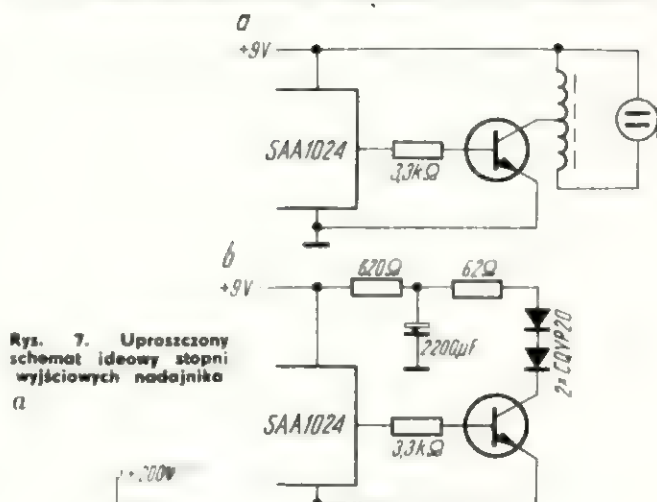 a
+9V
SAA1024
3,3kΩ
b
+9V
620Ω
62Ω
2200µF
2×CQYP20
Rys. 7. Uproszczony
schemat ideowy stopni
wyjściowych nadajnika
Ω
SAA1024
3,3kΩ